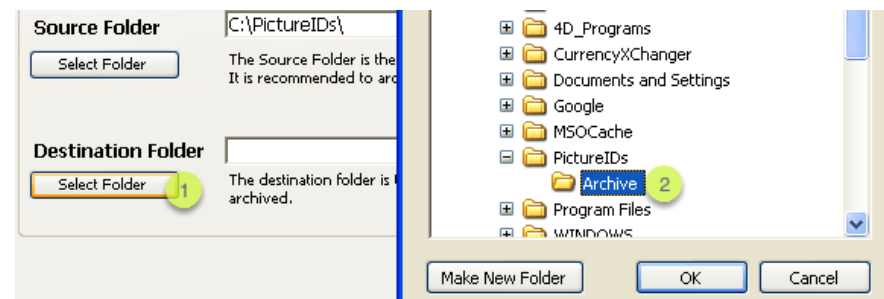 Source Folder
C:\PictureIDs\
Select Folder
The Source Folder is the
It is recommended to arc
Destination Folder
Select Folder
1
The destination folder is
archived.
4D_Programs
CurrencyXChanger
Documents and Settings
Google
MSOCache
PictureIDs
Archive
2
Program Files
WINDOWS
Make New Folder
OK
Cancel